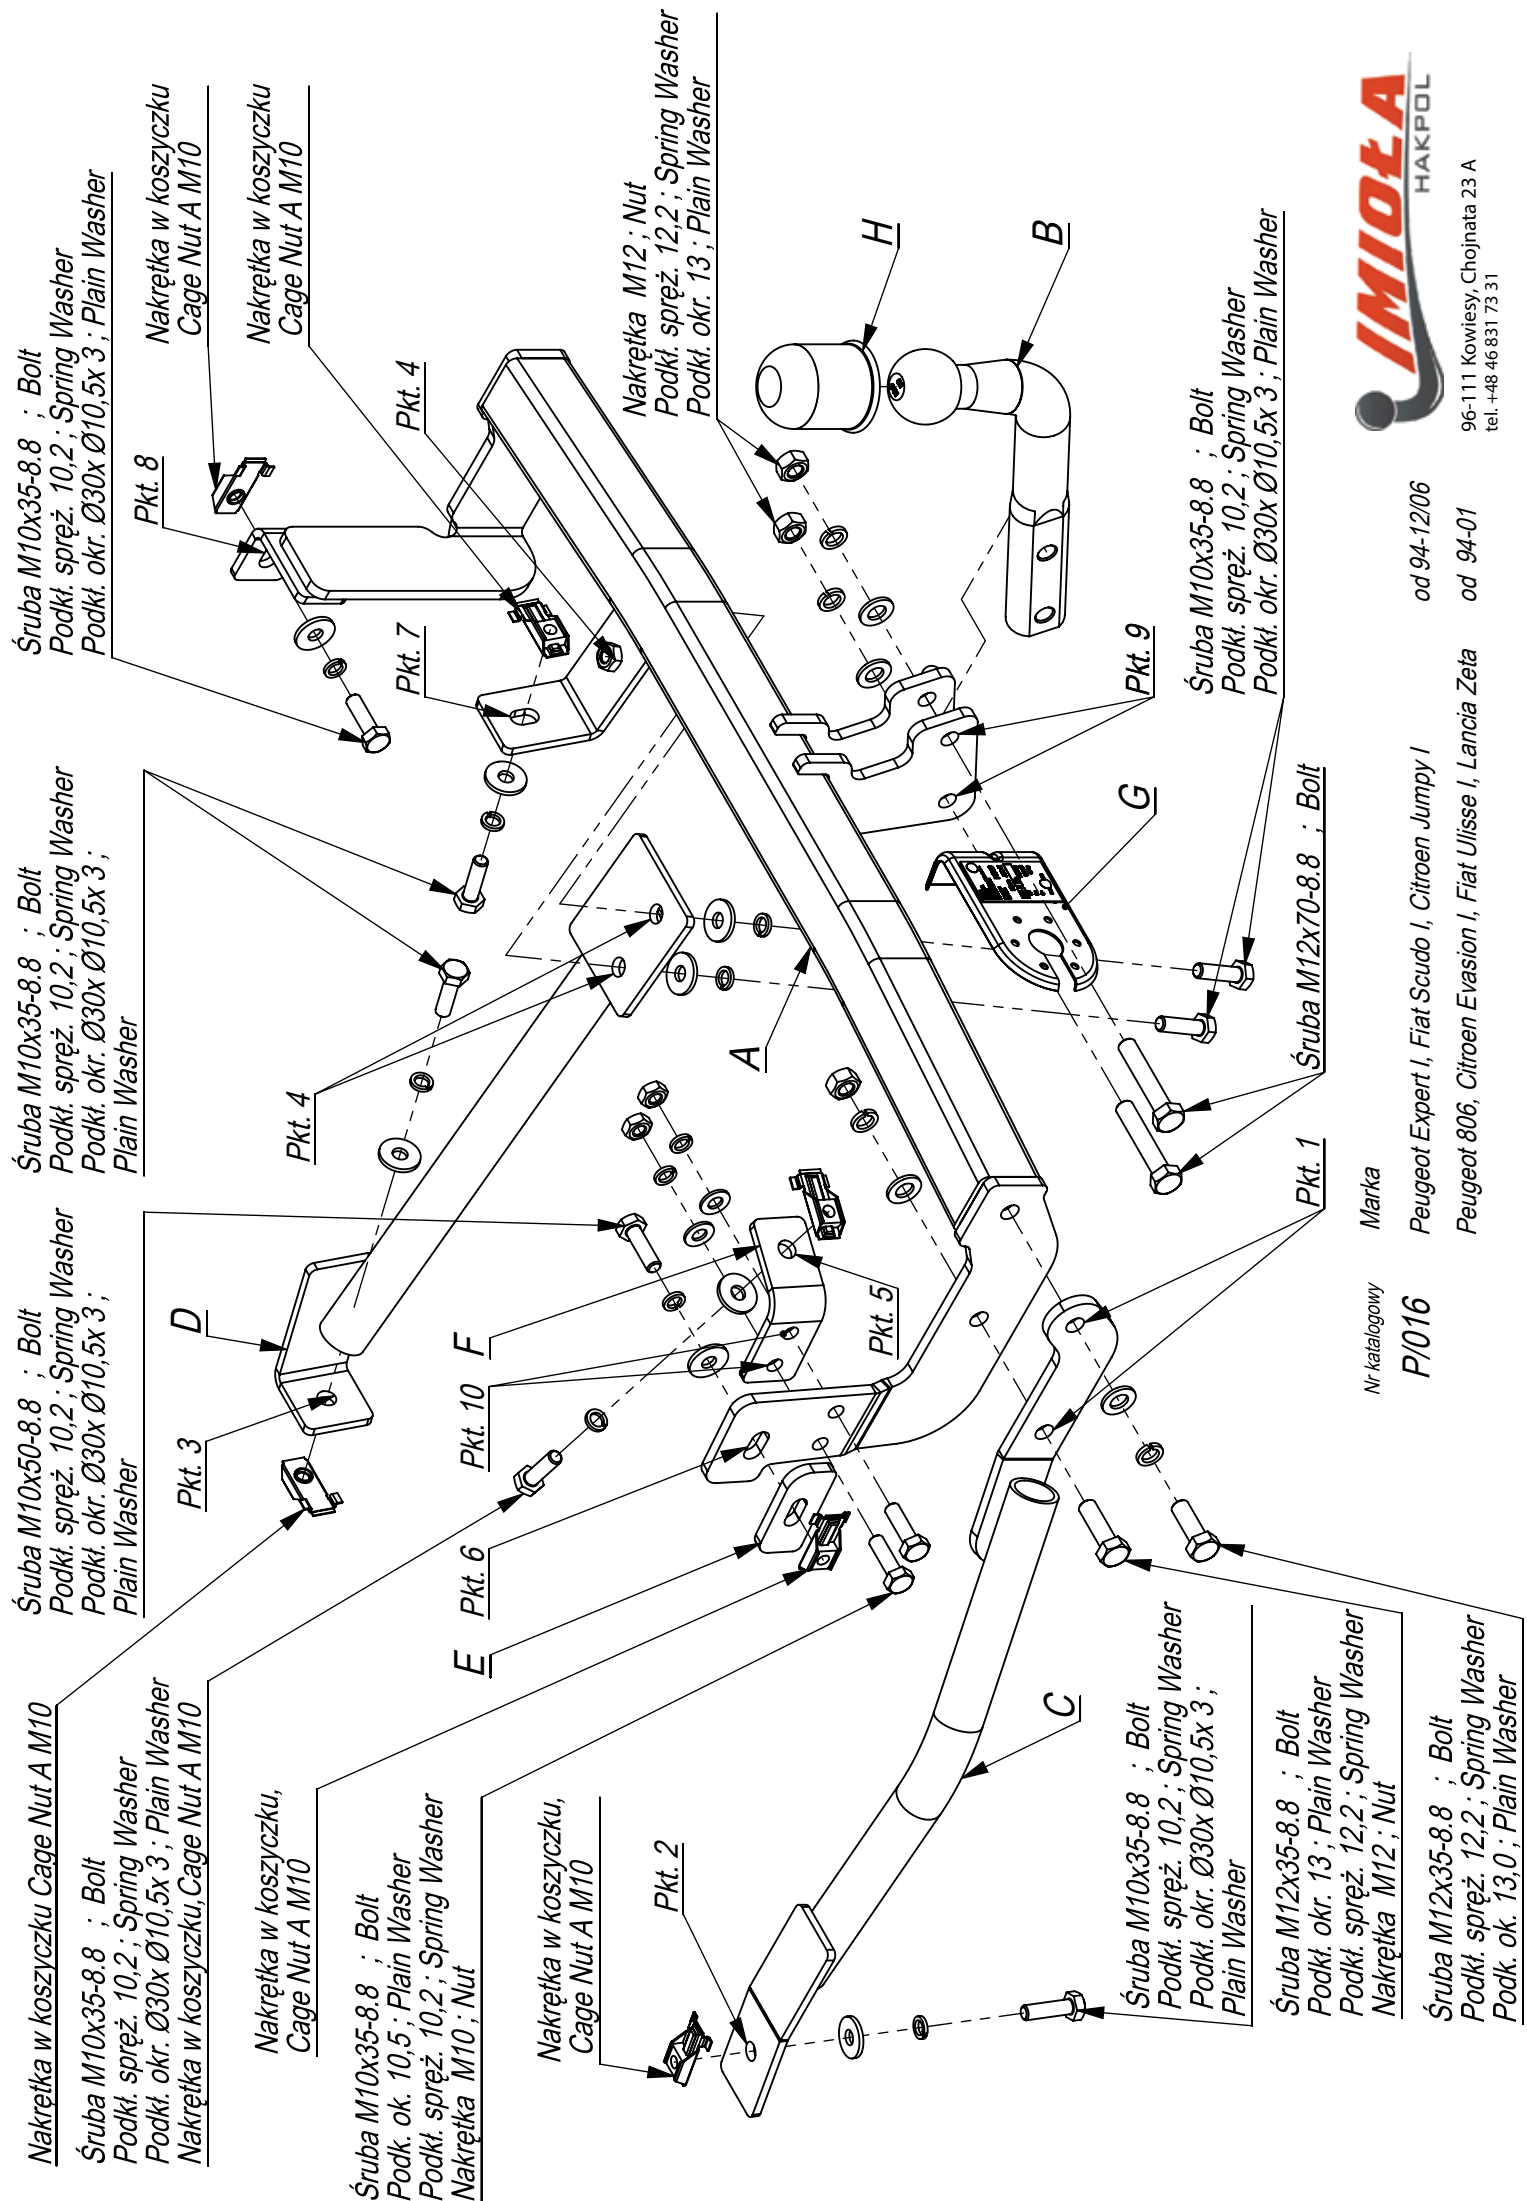 Nakrętka w koszyczku Cage Nut A M10
Śruba M10x35-8.8 ; Bolt
Podkł. spręż. 10,2 ; Spring Washer
Podkł. okr. Ø30x Ø10,5x 3 ; Plain Washer
Nakrętka w koszyczku,Cage Nut A M10
Nakrętka w koszyczku,
Cage Nut A M10
Śruba M10x35-8.8 ; Bolt
Podk. ok. 10,5 ; Plain Washer
Podkł. spręż. 10,2 ; Spring Washer
Nakrętka M10 ; Nut
Nakrętka w koszyczku,
Cage Nut A M10
Pkt. 2
Śruba M10x50-8.8 ; Bolt
Podkł. spręż. 10,2 ; Spring Washer
Podkł. okr. Ø30x Ø10,5x 3 ;
Plain Washer
Pkt. 3
D
E
Pkt. 6
Pkt. 10
F
Pkt. 5
Śruba M10x35-8.8 ; Bolt
Podkł. spręż. 10,2 ; Spring Washer
Podkł. okr. Ø30x Ø10,5x 3 ;
Plain Washer
Pkt. 4
A
Śruba M10x35-8.8 ; Bolt
Podkł. spręż. 10,2 ; Spring Washer
Podkł. okr. Ø30x Ø10,5x 3 ; Plain Washer
Pkt. 8
Nakrętka w koszyczku
Cage Nut A M10
Nakrętka w koszyczku
Cage Nut A M10
Pkt. 7
Pkt. 4
Nakrętka M12 ; Nut
Podkł. spręż. 12,2 ; Spring Washer
Podkł. okr. 13 ; Plain Washer
H
B
Pkt. 9
G
Śruba M10x35-8.8 ; Bolt
Podkł. spręż. 10,2 ; Spring Washer
Podkł. okr. Ø30x Ø10,5x 3 ; Plain Washer
Śruba M12x70-8.8 ; Bolt
Pkt. 1
C
Śruba M10x35-8.8 ; Bolt
Podkł. spręż. 10,2 ; Spring Washer
Podkł. okr. Ø30x Ø10,5x 3 ;
Plain Washer
Śruba M12x35-8.8 ; Bolt
Podkł. okr. 13 ; Plain Washer
Podkł. spręż. 12,2 ; Spring Washer
Nakrętka M12 ; Nut
Śruba M12x35-8.8 ; Bolt
Podkł. spręż. 12,2 ; Spring Washer
Podk. ok. 13,0 ; Plain Washer
Nr katalogowy Marka
P/016 Peugeot Expert I, Fiat Scudo I, Citroen Jumpy I od 94-12/06
Peugeot 806, Citroen Evasion I, Fiat Ulisse I, Lancia Zeta od 94-01
IMIOŁA
HAKPOL
96-111 Kowiesy, Chojnata 23 A
tel. +48 46 831 73 31